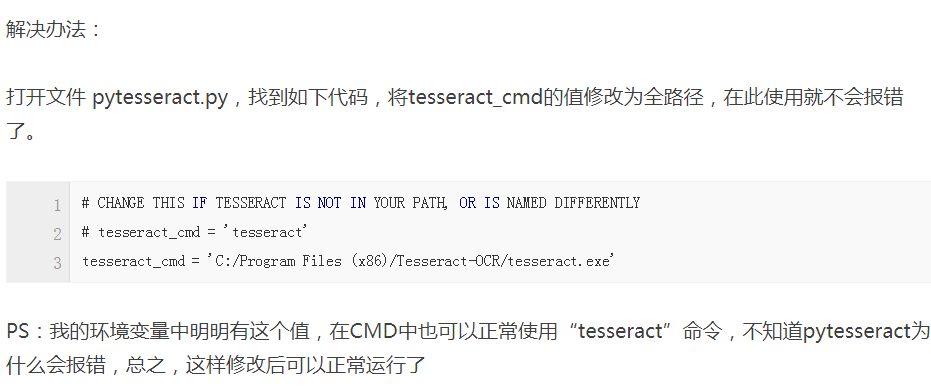 解决办法：
打开文件 pytesseract.py，找到如下代码，将tesseract_cmd的值修改为全路径，在此使用就不会报错
了。
1 # CHANGE THIS IF TESSERACT IS NOT IN YOUR PATH, OR IS NAMED DIFFERENTLY
2 # tesseract_cmd = 'tesseract'
3 tesseract_cmd = 'C:/Program Files (x86)/Tesseract-OCR/tesseract.exe'
PS：我的环境变量中明明有这个值，在CMD中也可以正常使用“tesseract”命令，不知道pytesseract为
什么会报错，总之，这样修改后可以正常运行了